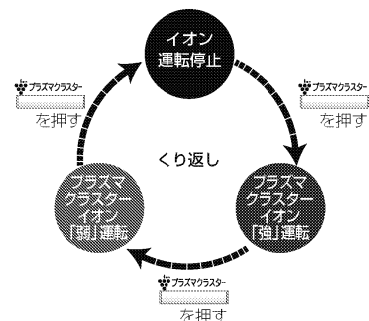 イオン
運転停止
プラズマクラスター
を押す
プラズマクラスター
を押す
くり返し
プラズマ
クラスター
イオン
「弱」運転
プラズマ
クラスター
イオン
「強」運転
プラズマクラスター
を押す